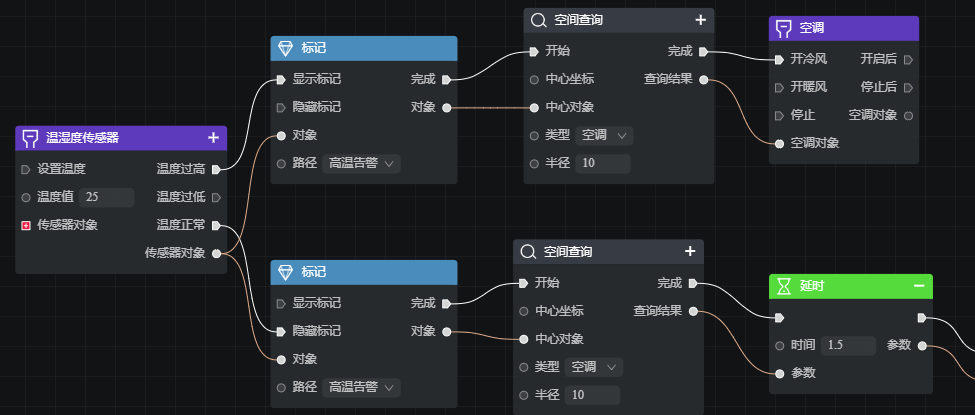 温湿度传感器 +
设置温度 温度过高
温度值 25 温度过低
传感器对象 温度正常
传感器对象
标记
显示标记 完成
隐藏标记 对象
对象
路径 高温告警
空间查询 +
开始 完成
中心坐标 查询结果
中心对象
类型 空调
半径 10
空调
开冷风 开启后
开暖风 停止后
停止 空调对象
空调对象
标记
显示标记 完成
隐藏标记 对象
对象
路径 高温告警
空间查询 +
开始 完成
中心坐标 查询结果
中心对象
类型 空调
半径 10
延时 −
时间 1.5 参数
参数